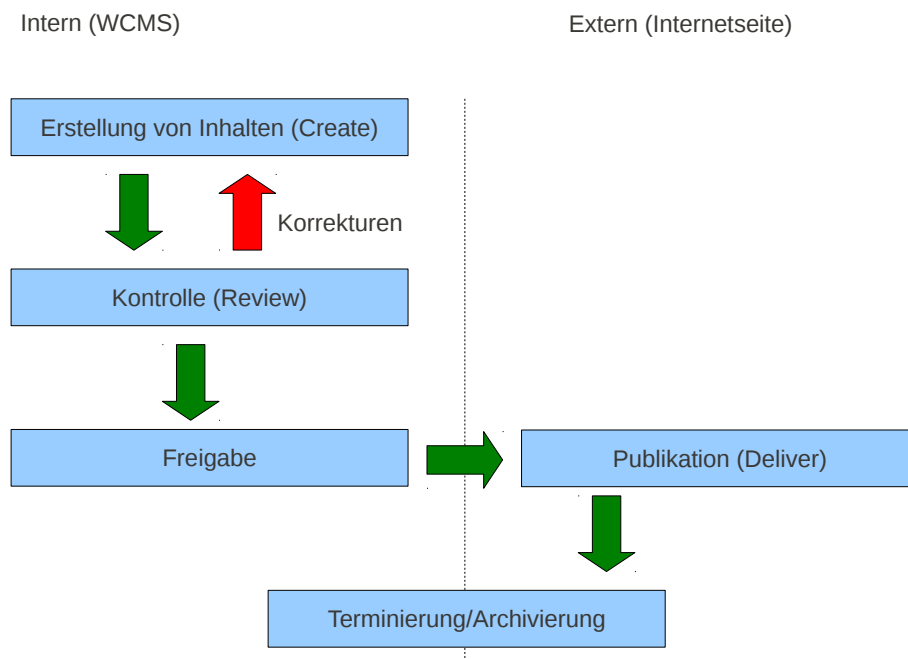 Intern (WCMS)
Extern (Internetseite)
Erstellung von Inhalten (Create)
Korrekturen
Kontrolle (Review)
Freigabe
Publikation (Deliver)
Terminierung/Archivierung